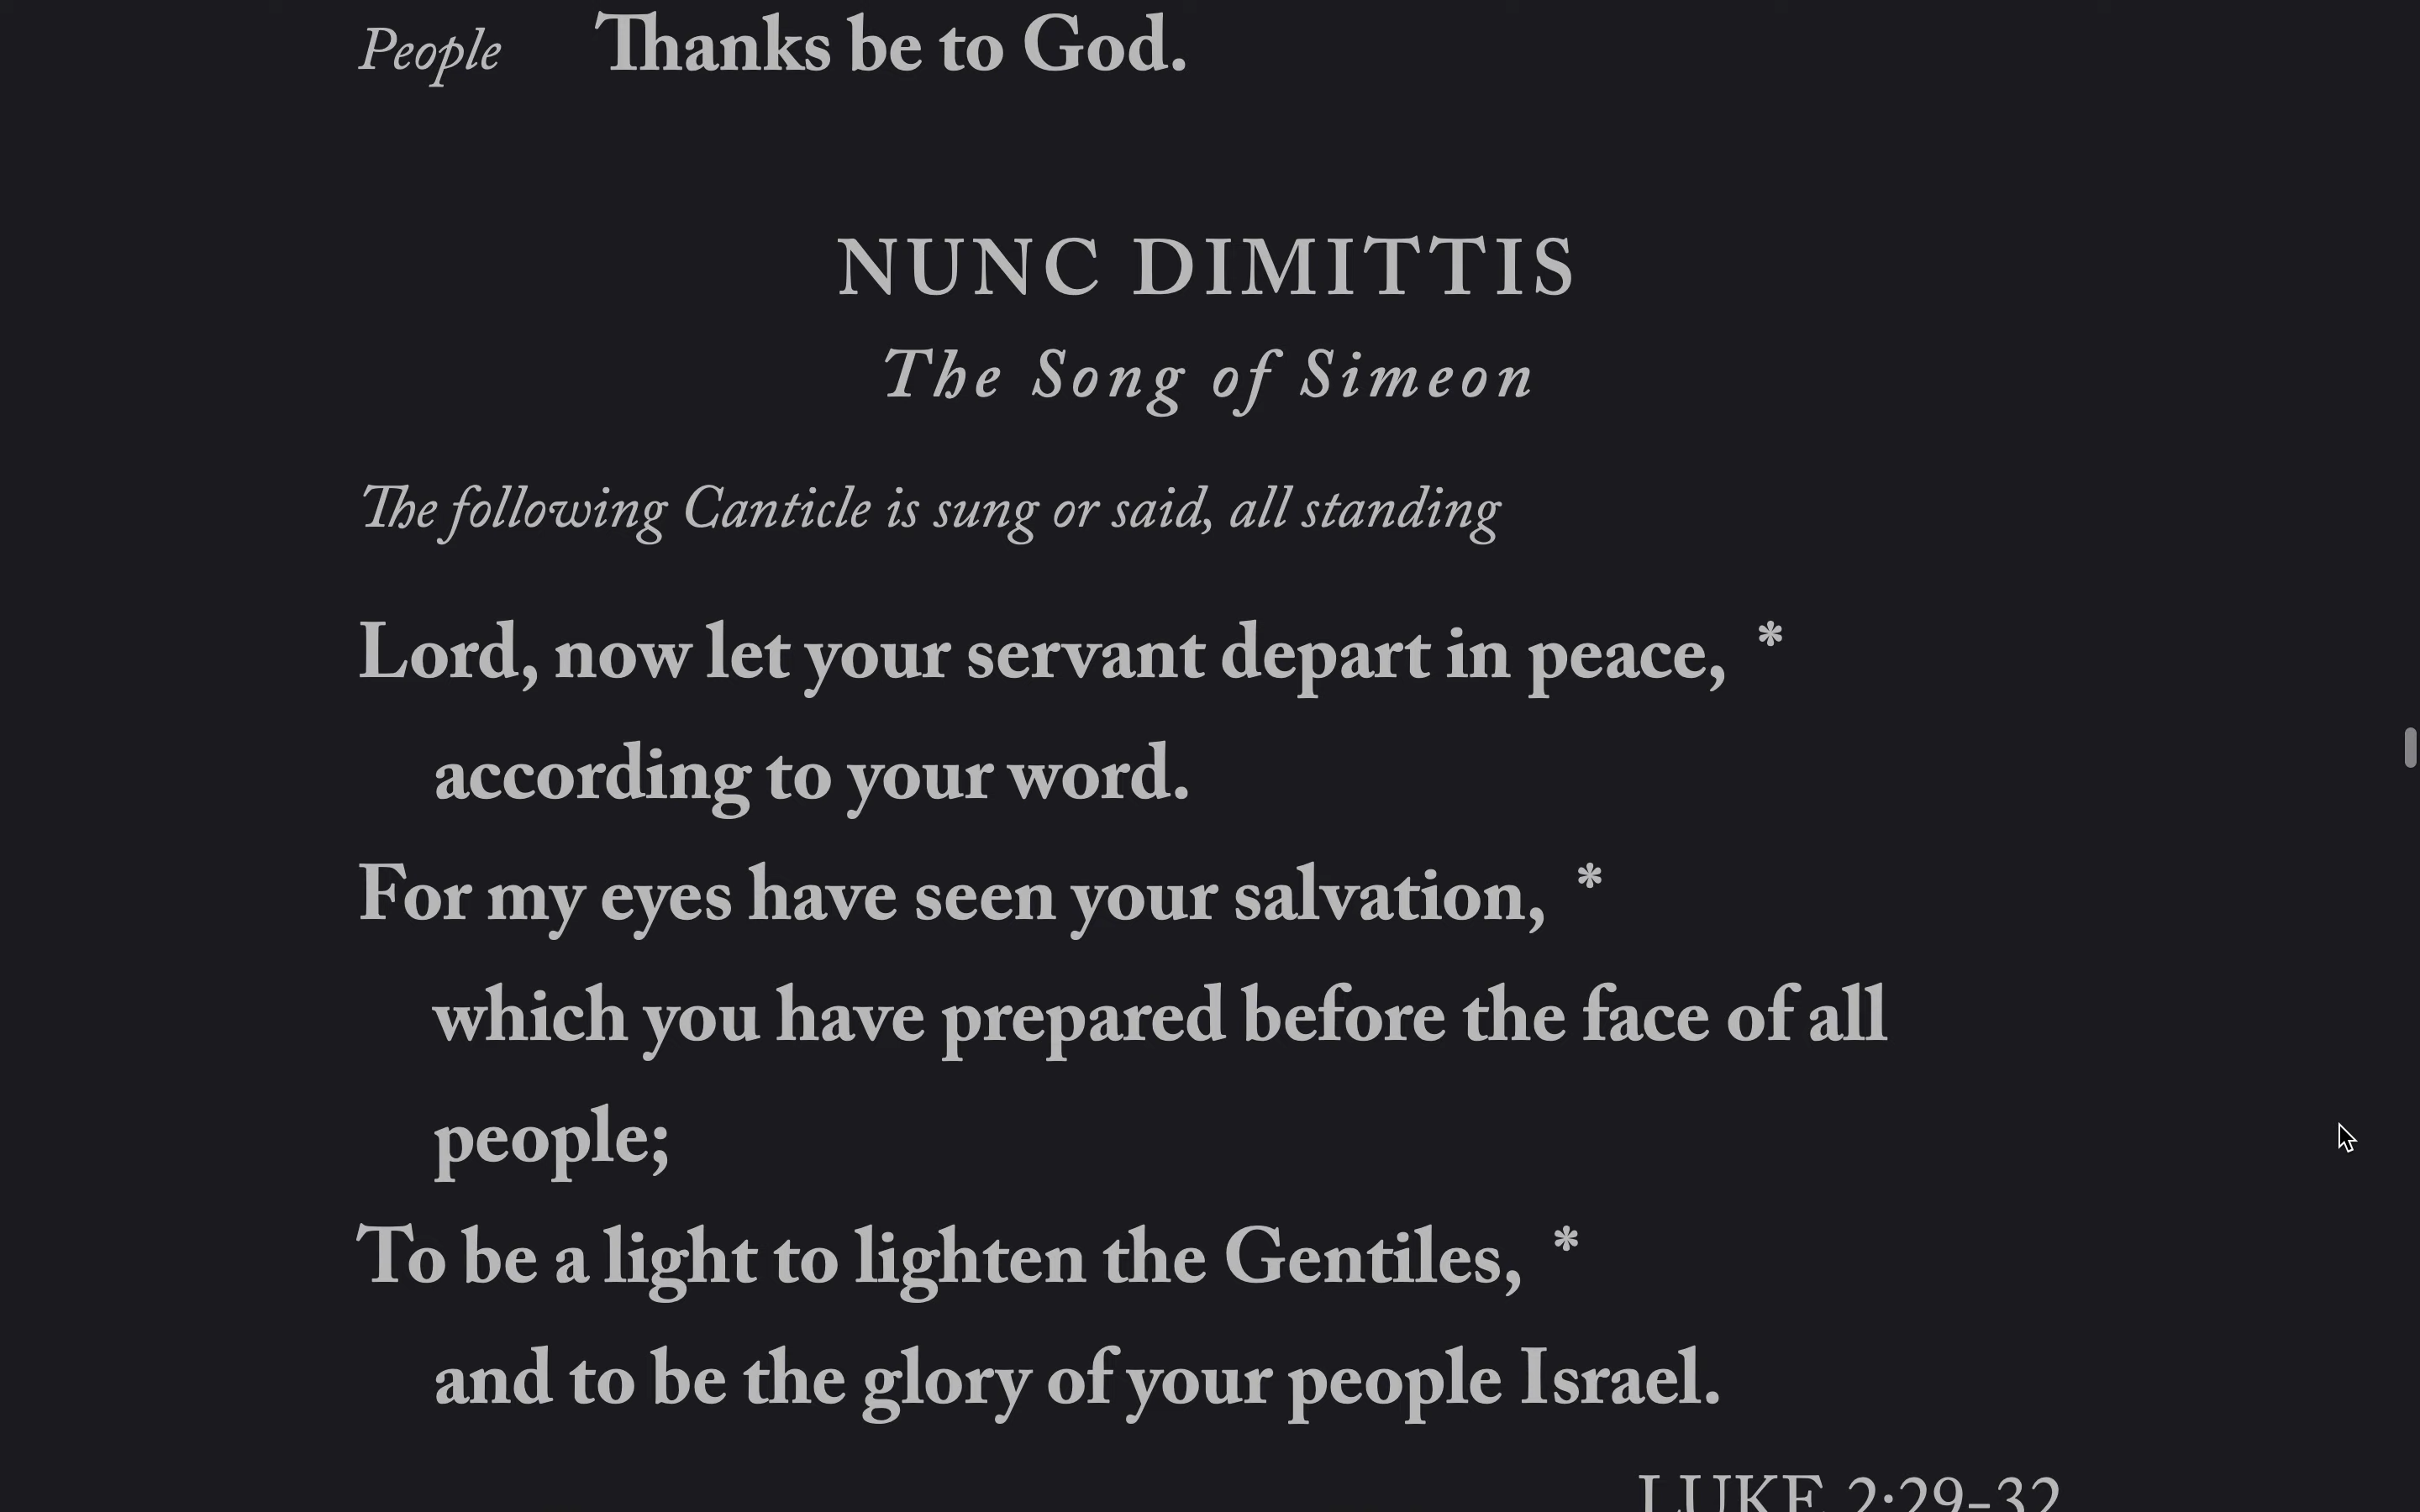 People Thanks be to God.
NUNC DIMITTIS
The Song of Simeon
The following Canticle is sung or said, all standing
Lord, now let your servant depart in peace, *
according to your word.
For my eyes have seen your salvation, *
which you have prepared before the face of all
people;
To be a light to lighten the Gentiles, *
and to be the glory of your people Israel.
LUKE 2:29–32